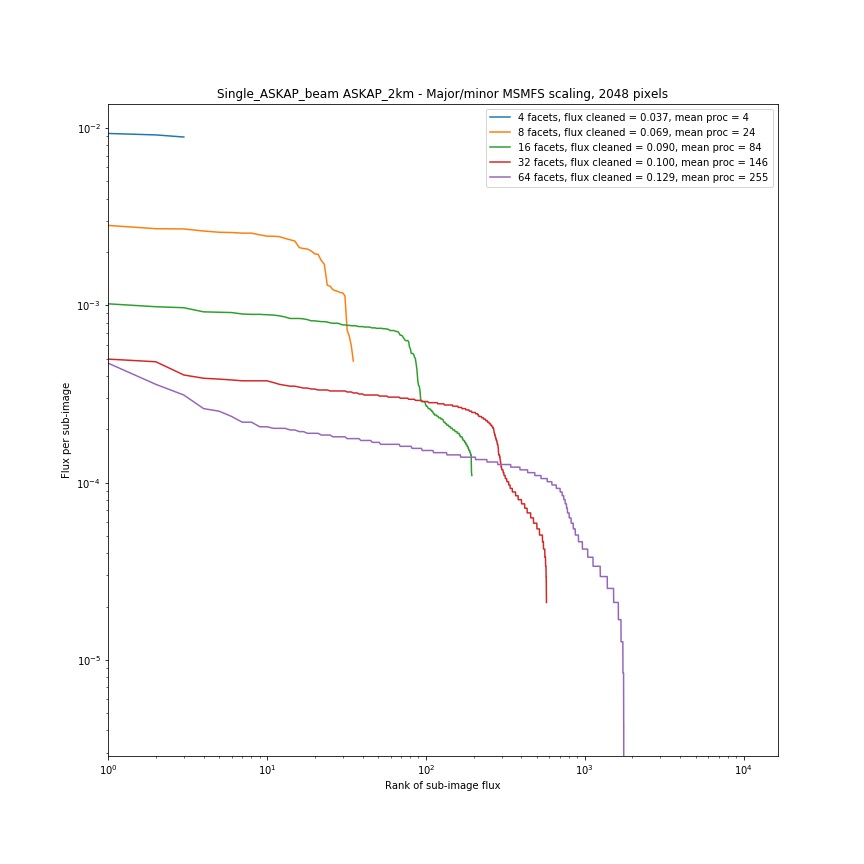 Single_ASKAP_beam ASKAP_2km - Major/minor MSMFS scaling, 2048 pixels
4 facets, flux cleaned = 0.037, mean proc = 4
8 facets, flux cleaned = 0.069, mean proc = 24
16 facets, flux cleaned = 0.090, mean proc = 84
32 facets, flux cleaned = 0.100, mean proc = 146
64 facets, flux cleaned = 0.129, mean proc = 255
Flux per sub-image
10⁻²
10⁻³
10⁻⁴
10⁻⁵
10⁰ 10¹ 10² 10³ 10⁴
Rank of sub-image flux